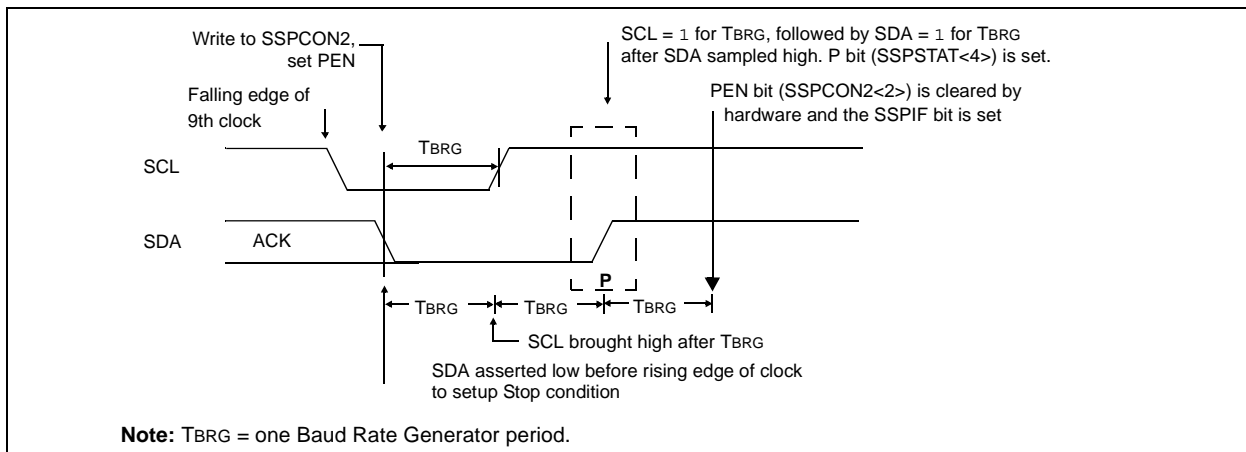 Write to SSPCON2,
set PEN
SCL = 1 for TBRG, followed by SDA = 1 for TBRG
after SDA sampled high. P bit (SSPSTAT<4>) is set.
Falling edge of
9th clock
PEN bit (SSPCON2<2>) is cleared by
hardware and the SSPIF bit is set
TBRG
SCL
SDA
ACK
P
TBRG
TBRG
TBRG
SCL brought high after TBRG
SDA asserted low before rising edge of clock
to setup Stop condition
Note: TBRG = one Baud Rate Generator period.